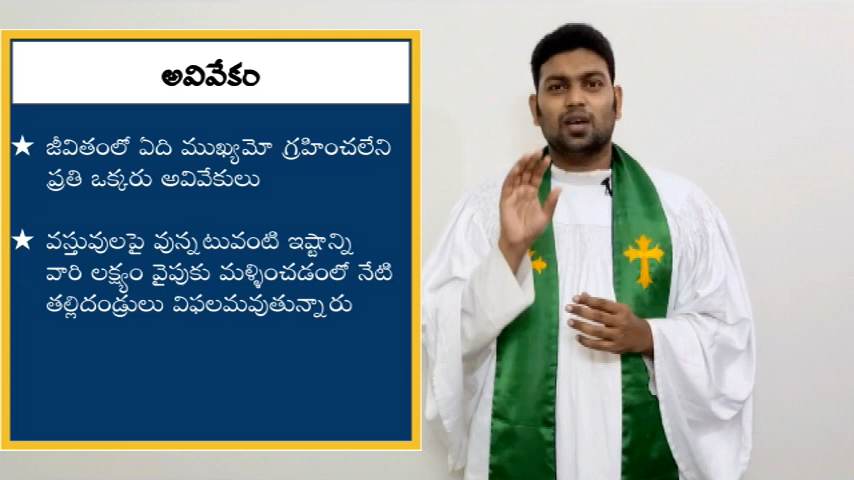 అవివేకం
★ జీవితంలో ఏది ముఖ్యమో గ్రహించలేని
ప్రతి ఒక్కరు అవివేకులు
★ వస్తువులపై వున్నటువంటి ఇష్టాన్ని
వారి లక్ష్యం వైపుకు మళ్ళించడంలో నేటి
తల్లిదండ్రులు విఫలమవుతున్నారు